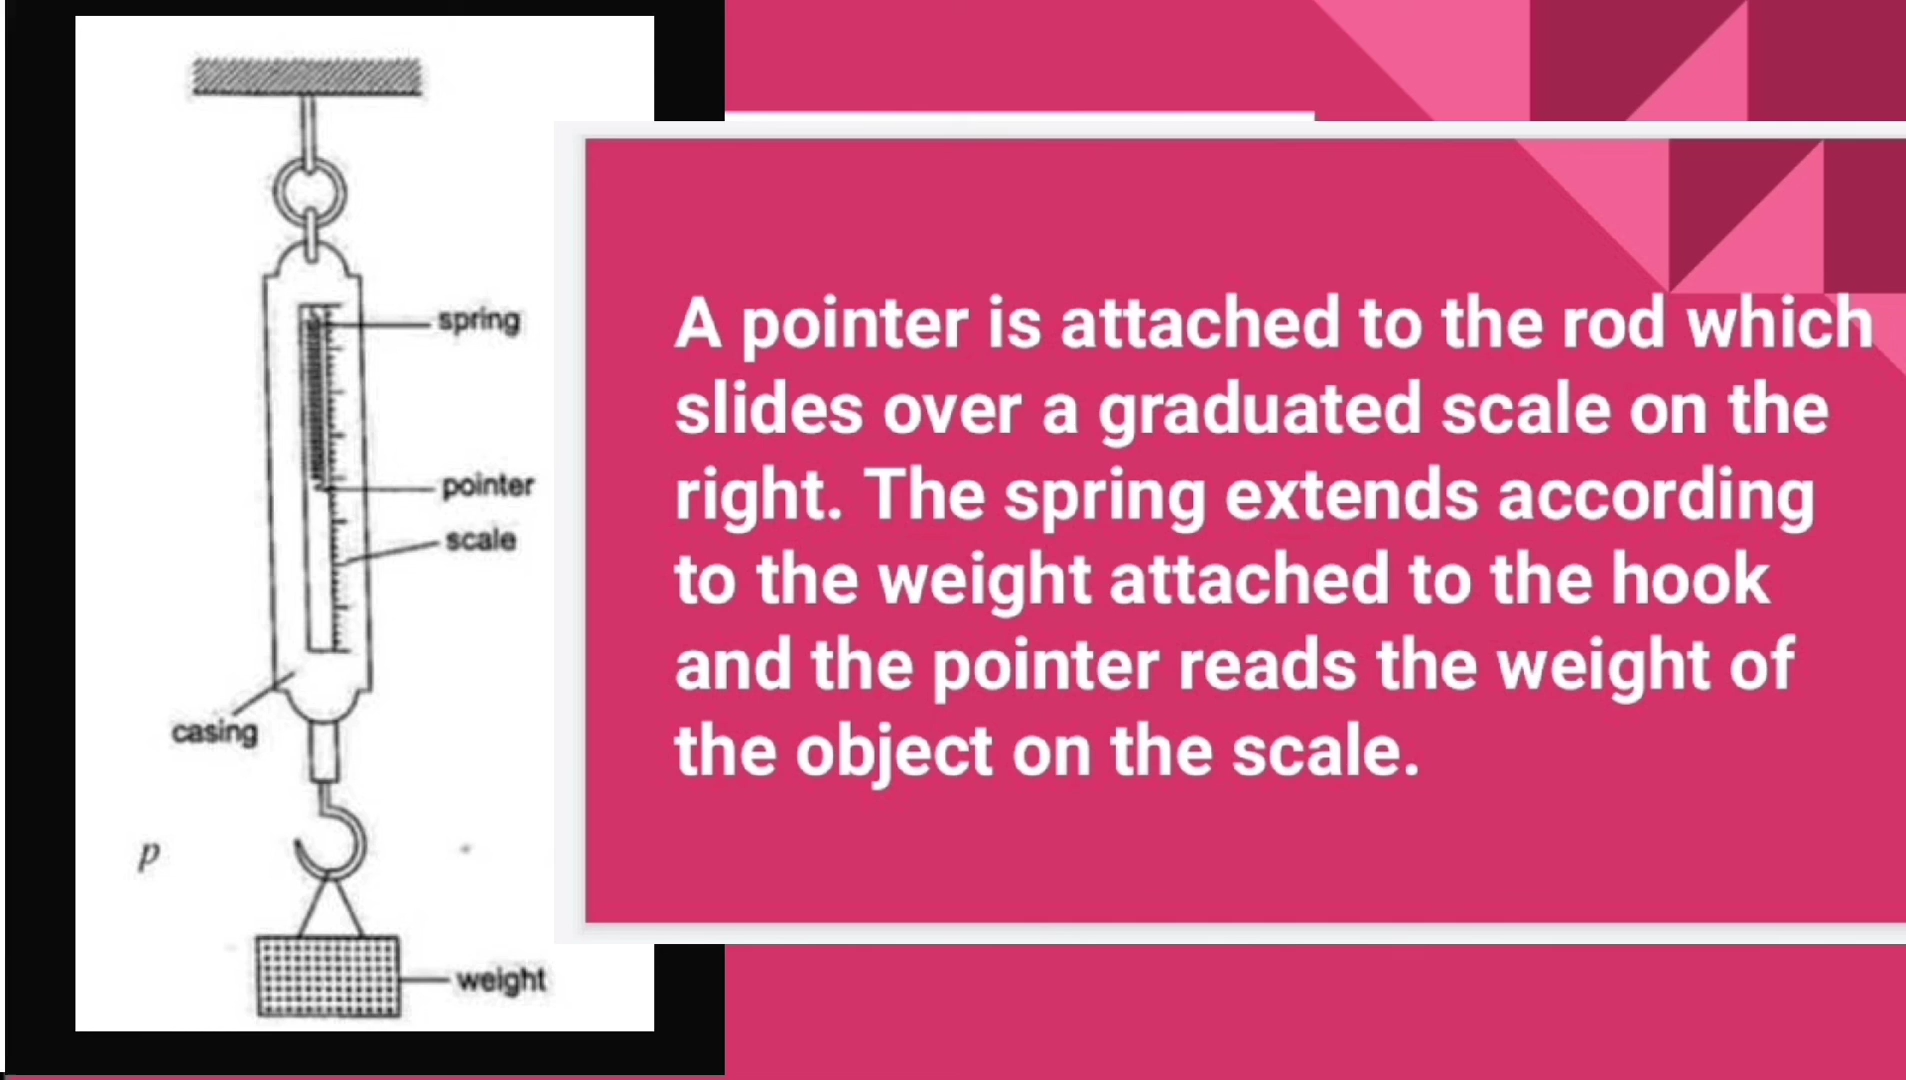 spring
pointer
scale
casing
p
weight
A pointer is attached to the rod which
slides over a graduated scale on the
right. The spring extends according
to the weight attached to the hook
and the pointer reads the weight of
the object on the scale.